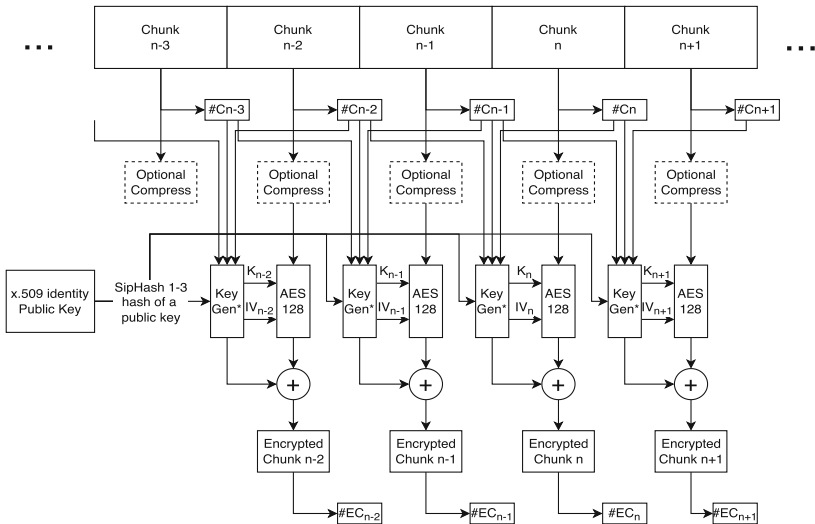 Chunk
n-3
Chunk
n-2
Chunk
n-1
Chunk
n
Chunk
n+1
...
...
#Cn-3
#Cn-2
#Cn-1
#Cn
#Cn+1
Optional
Compress
Optional
Compress
Optional
Compress
Optional
Compress
Optional
Compress
x.509 identity
Public Key
SipHash 1-3
hash of a
public key
Key
Gen*
Kn-2
IVn-2
AES
128
Key
Gen*
Kn-1
IVn-1
AES
128
Key
Gen*
Kn
IVn
AES
128
Key
Gen*
Kn+1
IVn+1
AES
128
+
+
+
+
Encrypted
Chunk n-2
Encrypted
Chunk n-1
Encrypted
Chunk n
Encrypted
Chunk n+1
#ECn-2
#ECn-1
#ECn
#ECn+1